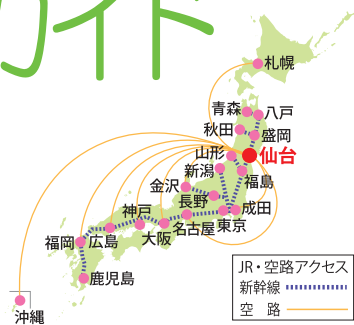 ガイド
札幌
青森
八戸
秋田
盛岡
山形
仙台
新潟
福島
金沢
長野
成田
神戸
東京
名古屋
大阪
福岡
広島
鹿児島
沖縄
JR・空路アクセス
新幹線
空 路